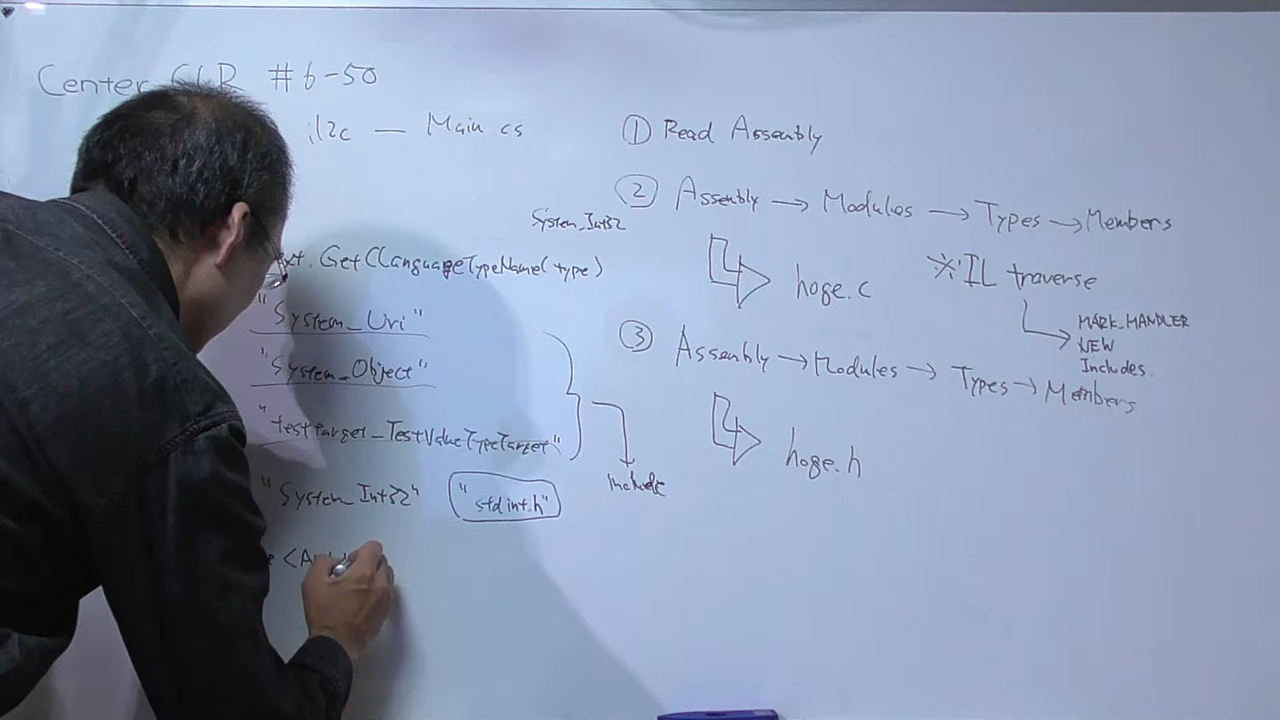 Center CLR #6-50
il2c — Main cs
System_Int32
.GetCLanguageTypeName(type)
"System_Uri"
"System_Object"
"testtarget_TestValueTypeTarget"
"System_Int32" "stdint.h"
include
① Read Assembly
② Assembly → Modules → Types → Members
hoge.c
※IL traverse
MARK_HANDLER
NEW
Includes
③ Assembly → Modules → Types → Members
hoge.h